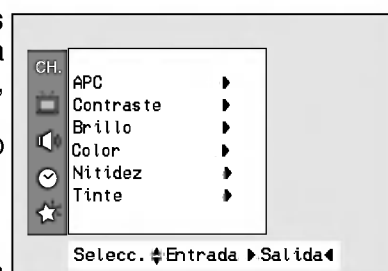 s
a
,
o
.
CH.
APC ▶
Contraste ▶
Brillo ▶
Color ▶
Nitidez ▶
Tinte ▶
Selecc.▲▼Entrada ▶Salida◀